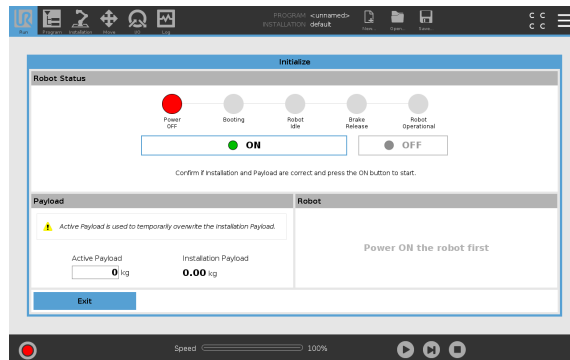 PROGRAM <unnamed>
INSTALLATION default
Run Program Installation Move I/O Log New... Open... Save...
C C
C C
Initialize
Robot Status
Power OFF
Booting
Robot Idle
Brake Release
Robot Operational
ON
OFF
Confirm if Installation and Payload are correct and press the ON button to start.
Payload
Robot
Active Payload is used to temporarily overwrite the Installation Payload.
Power ON the robot first
Active Payload
Installation Payload
0 kg
0.00 kg
Exit
Speed
100%